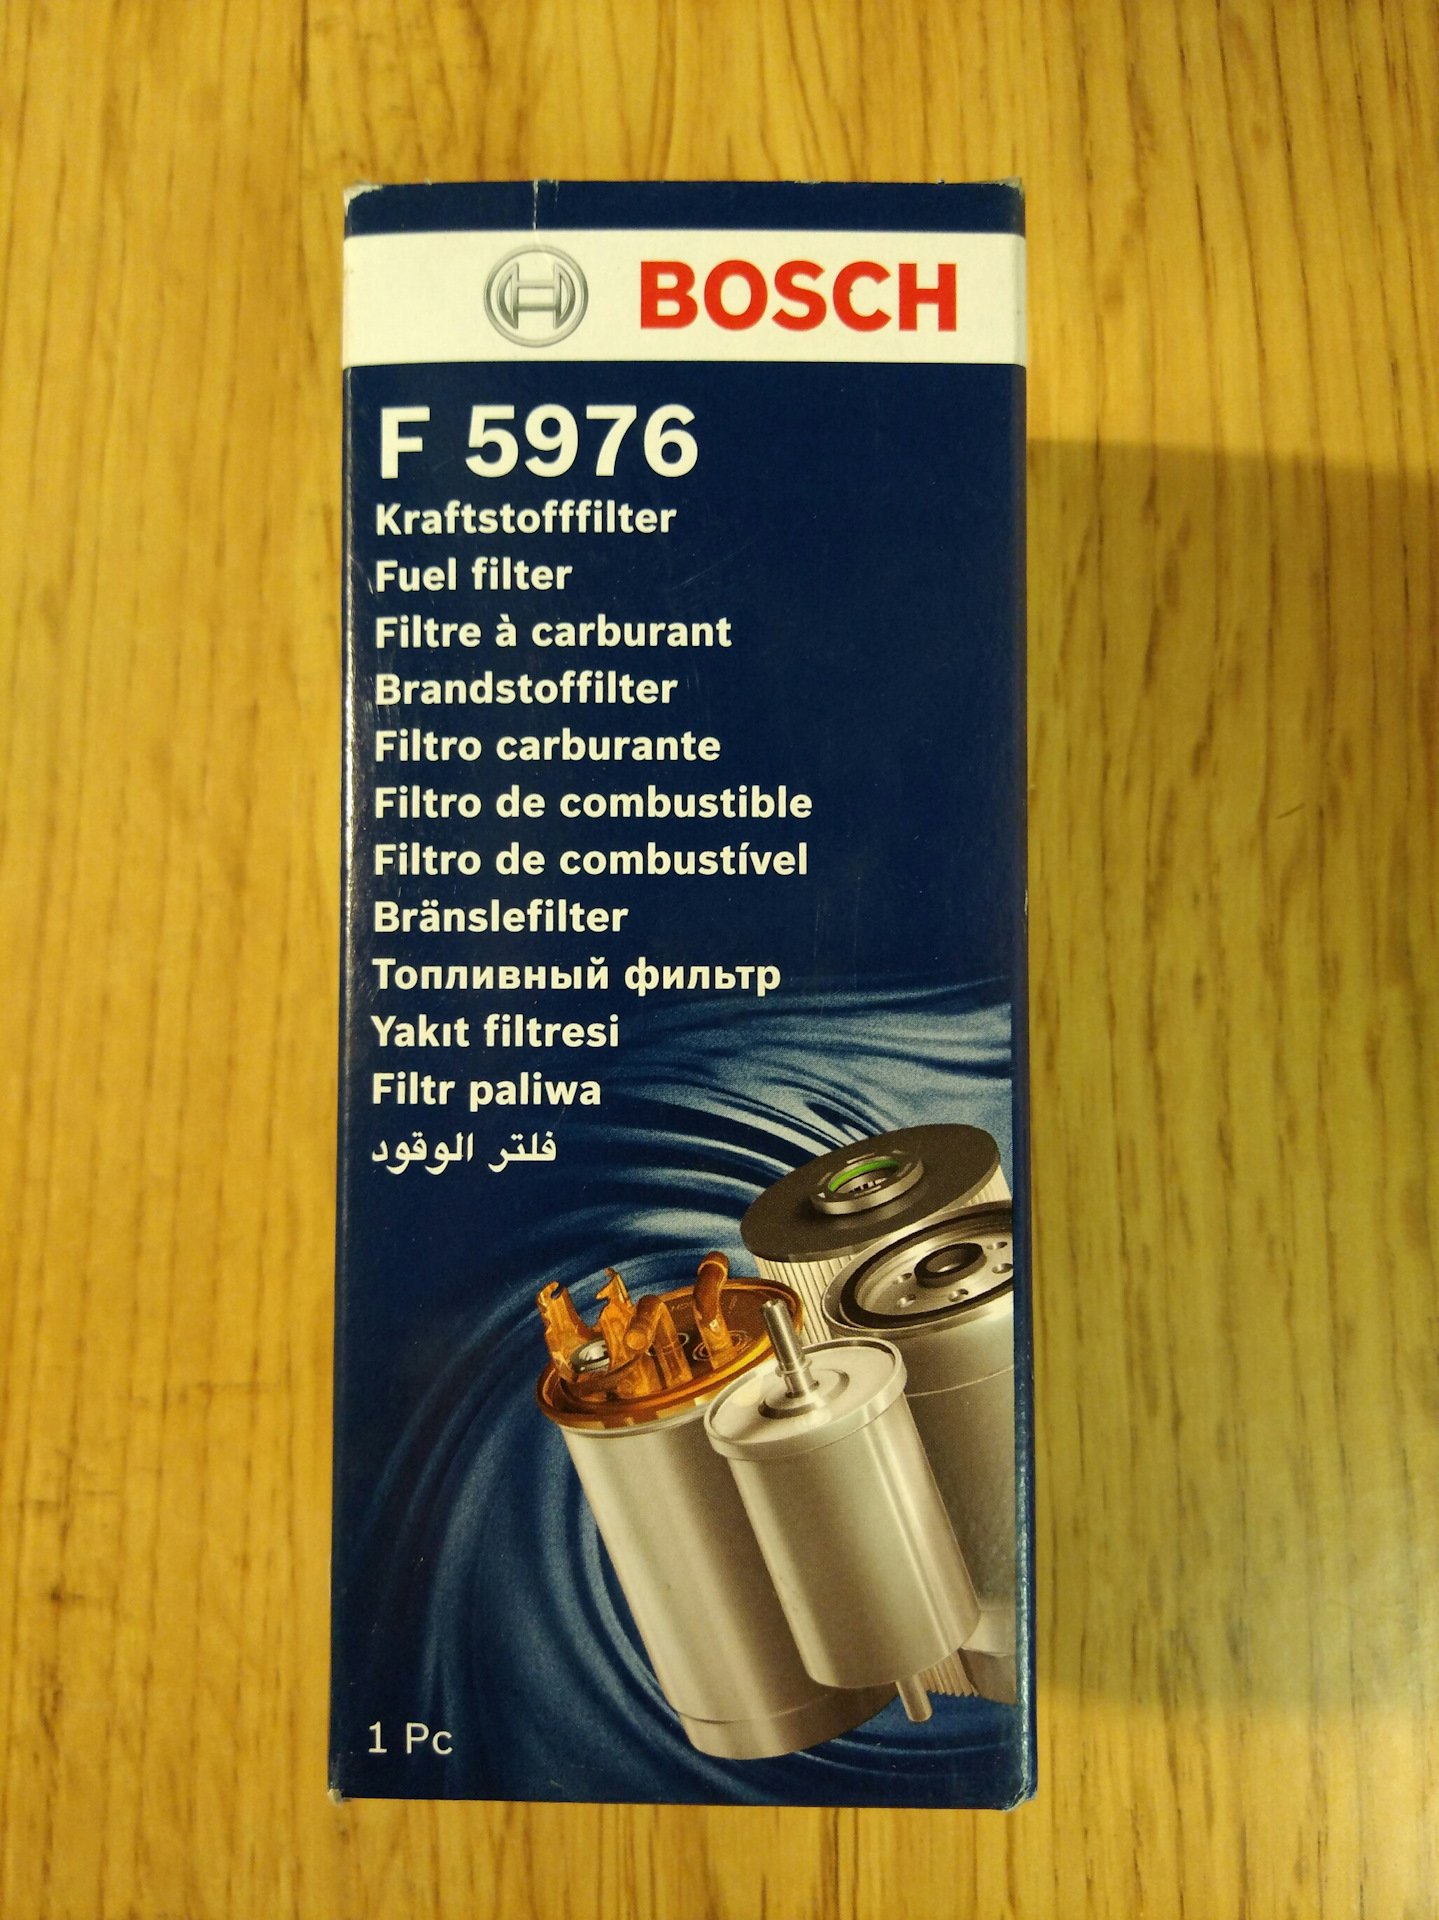 BOSCH
F 5976
Kraftstofffilter
Fuel filter
Filtre à carburant
Brandstoffilter
Filtro carburante
Filtro de combustible
Filtro de combustível
Bränslefilter
Топливный фильтр
Yakıt filtresi
Filtr paliwa
فلتر الوقود
1 Pc